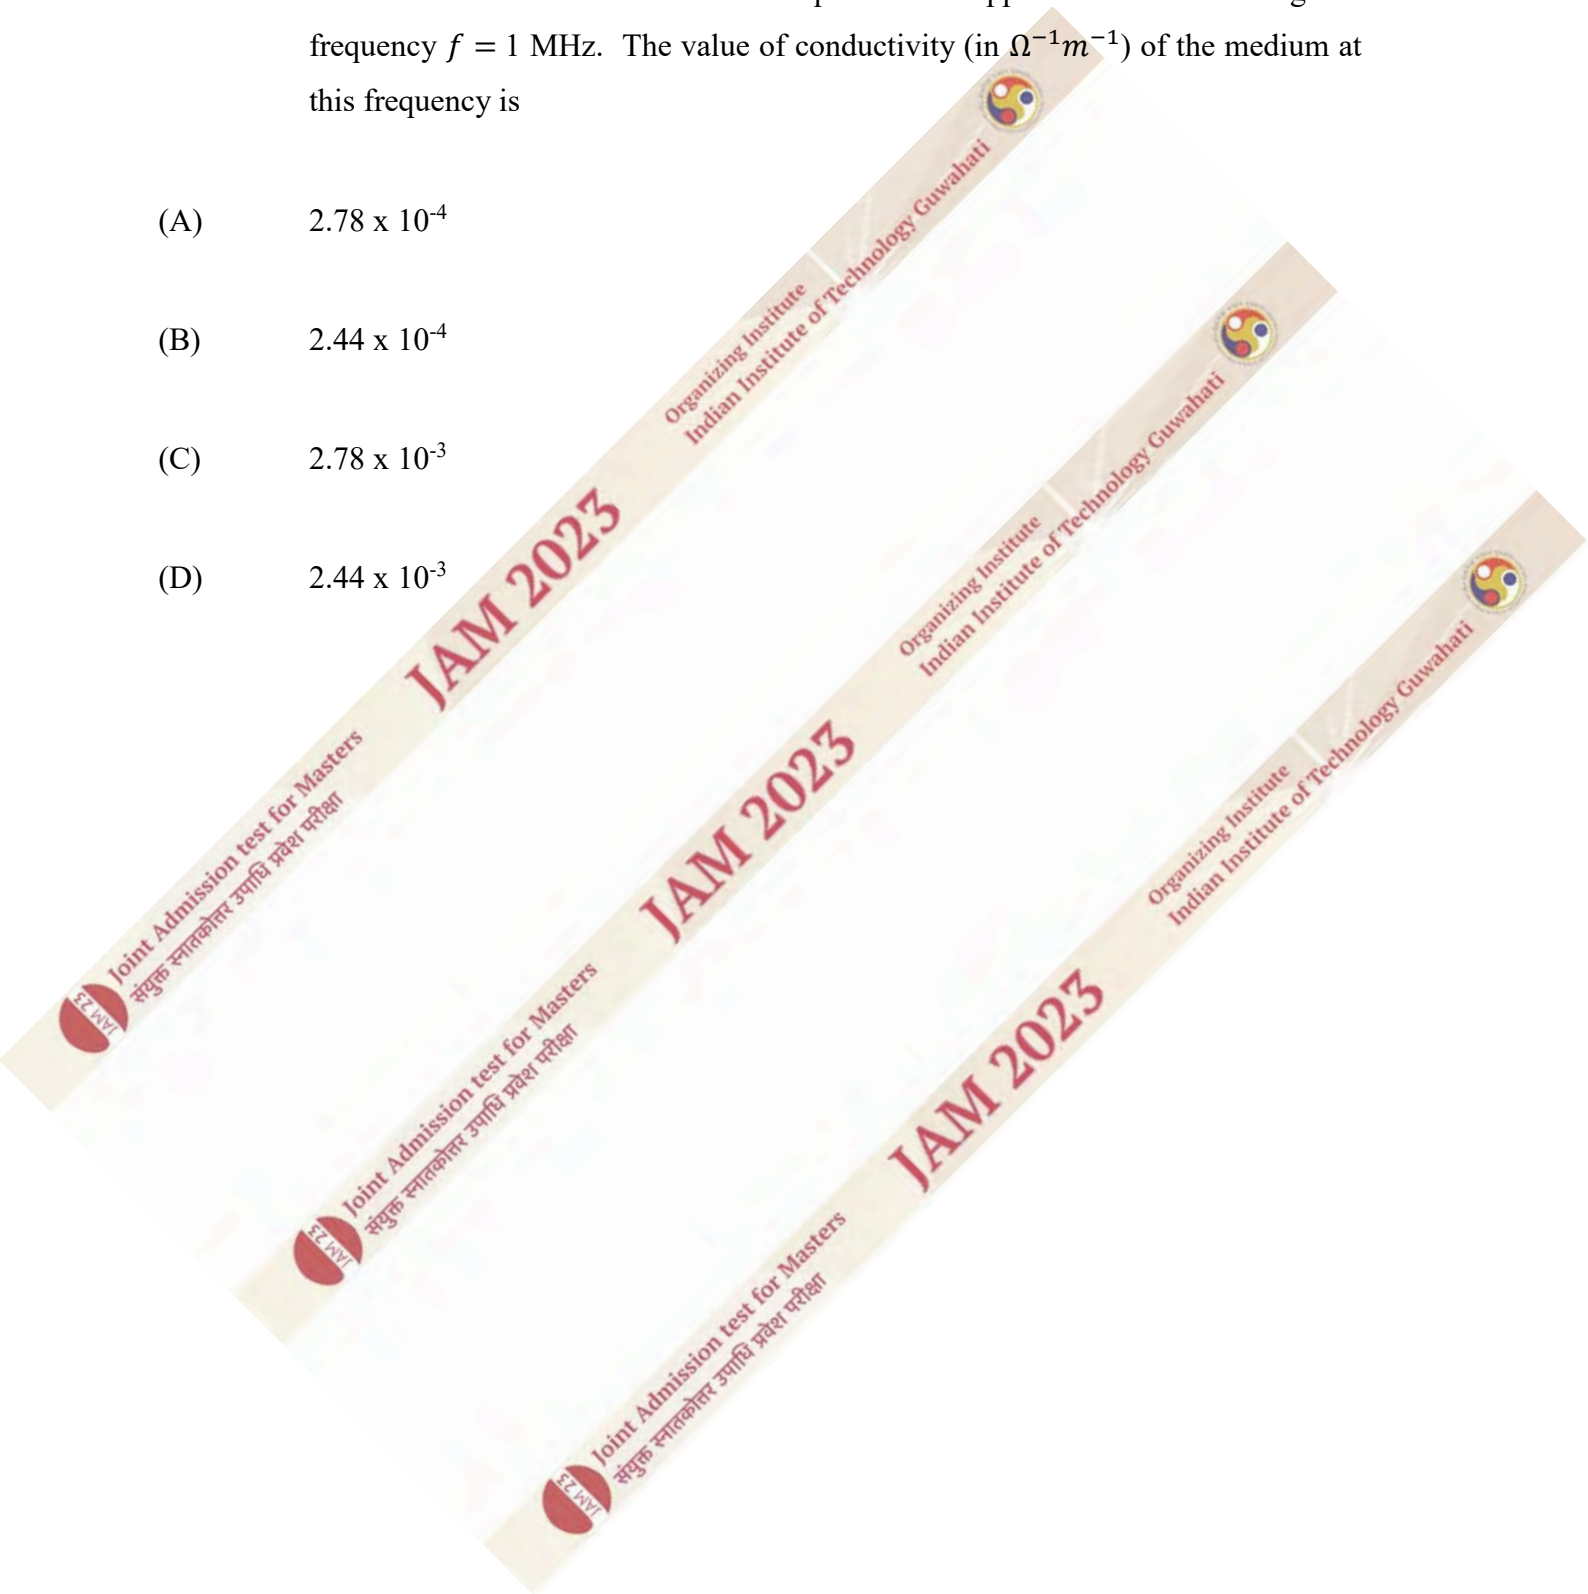 frequency 𝑓 = 1 MHz. The value of conductivity (in Ω⁻¹𝑚⁻¹) of the medium at
this frequency is
(A) 2.78 x 10⁻⁴
(B) 2.44 x 10⁻⁴
(C) 2.78 x 10⁻³
(D) 2.44 x 10⁻³
Organizing Institute
Indian Institute of Technology Guwahati
JAM 2023
Joint Admission test for Masters
संयुक्त स्नातकोत्तर उपाधि प्रवेश परीक्षा
JAM 23
Organizing Institute
Indian Institute of Technology Guwahati
JAM 2023
Joint Admission test for Masters
संयुक्त स्नातकोत्तर उपाधि प्रवेश परीक्षा
JAM 23
Organizing Institute
Indian Institute of Technology Guwahati
JAM 2023
Joint Admission test for Masters
संयुक्त स्नातकोत्तर उपाधि प्रवेश परीक्षा
JAM 23